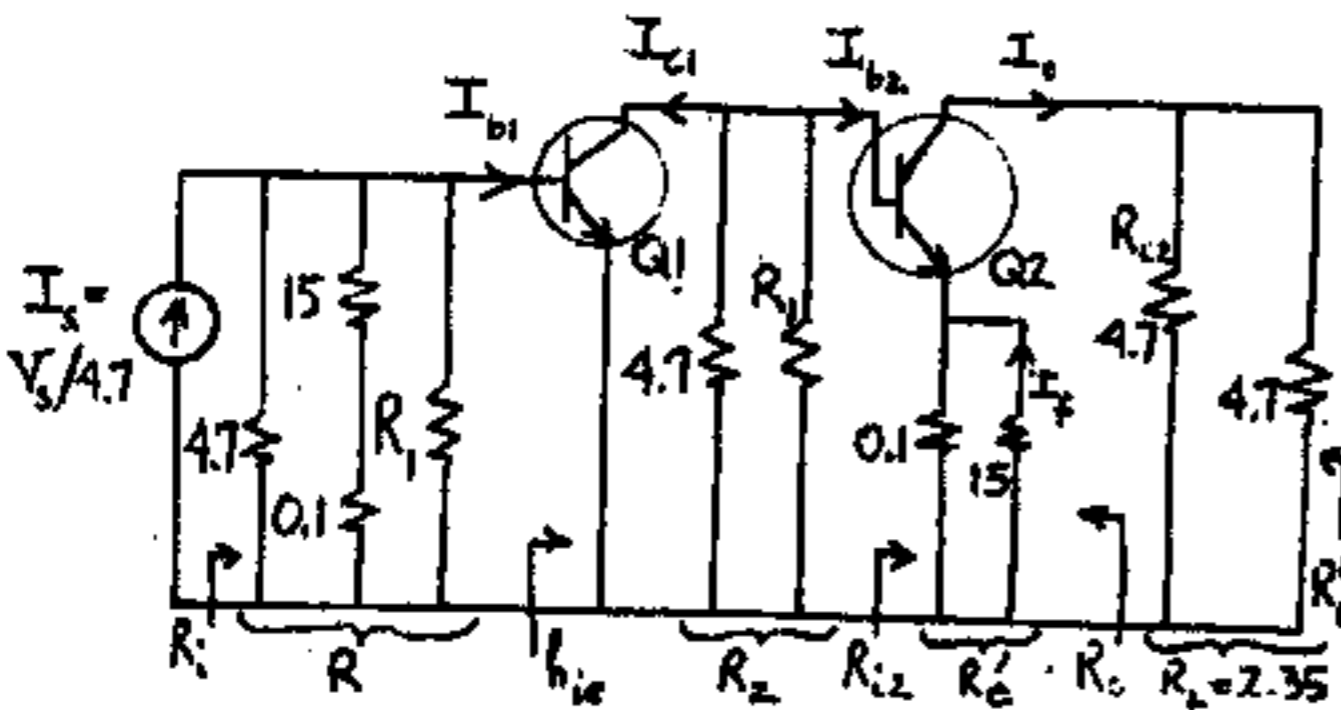 I_c1 I_b2 I_o
I_b1
Q1 Q2
I_s =
V_s/4.7
15 R_c2
4.7
4.7 R_1 4.7 0.1 I_f 15 4.7
0.1
R_i R h_ie R_2 R_i2 R_e' R_o R_L = 2.35